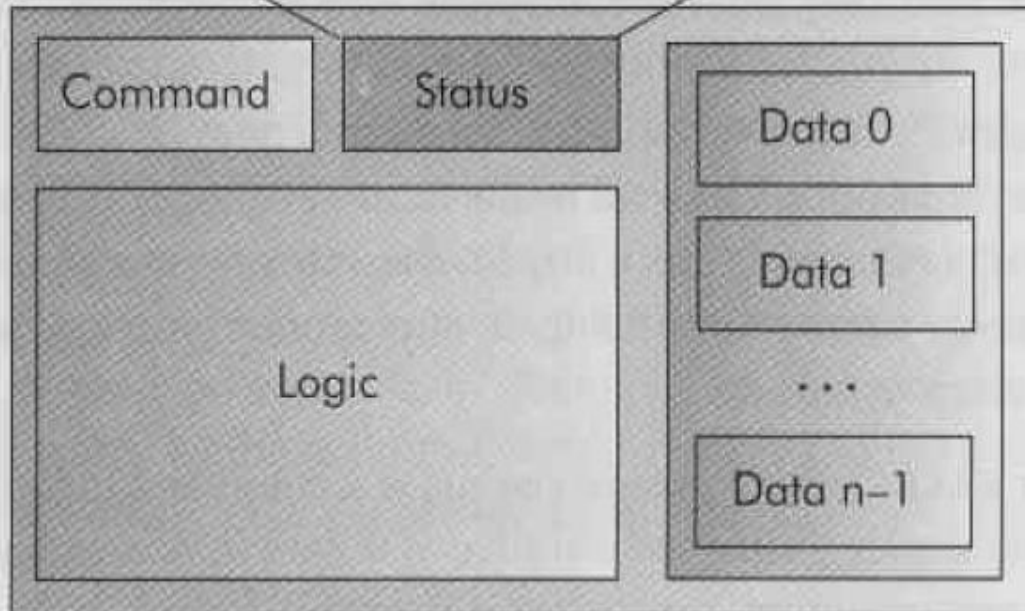 Command
Status
Logic
Data 0
Data 1
...
Data n–1